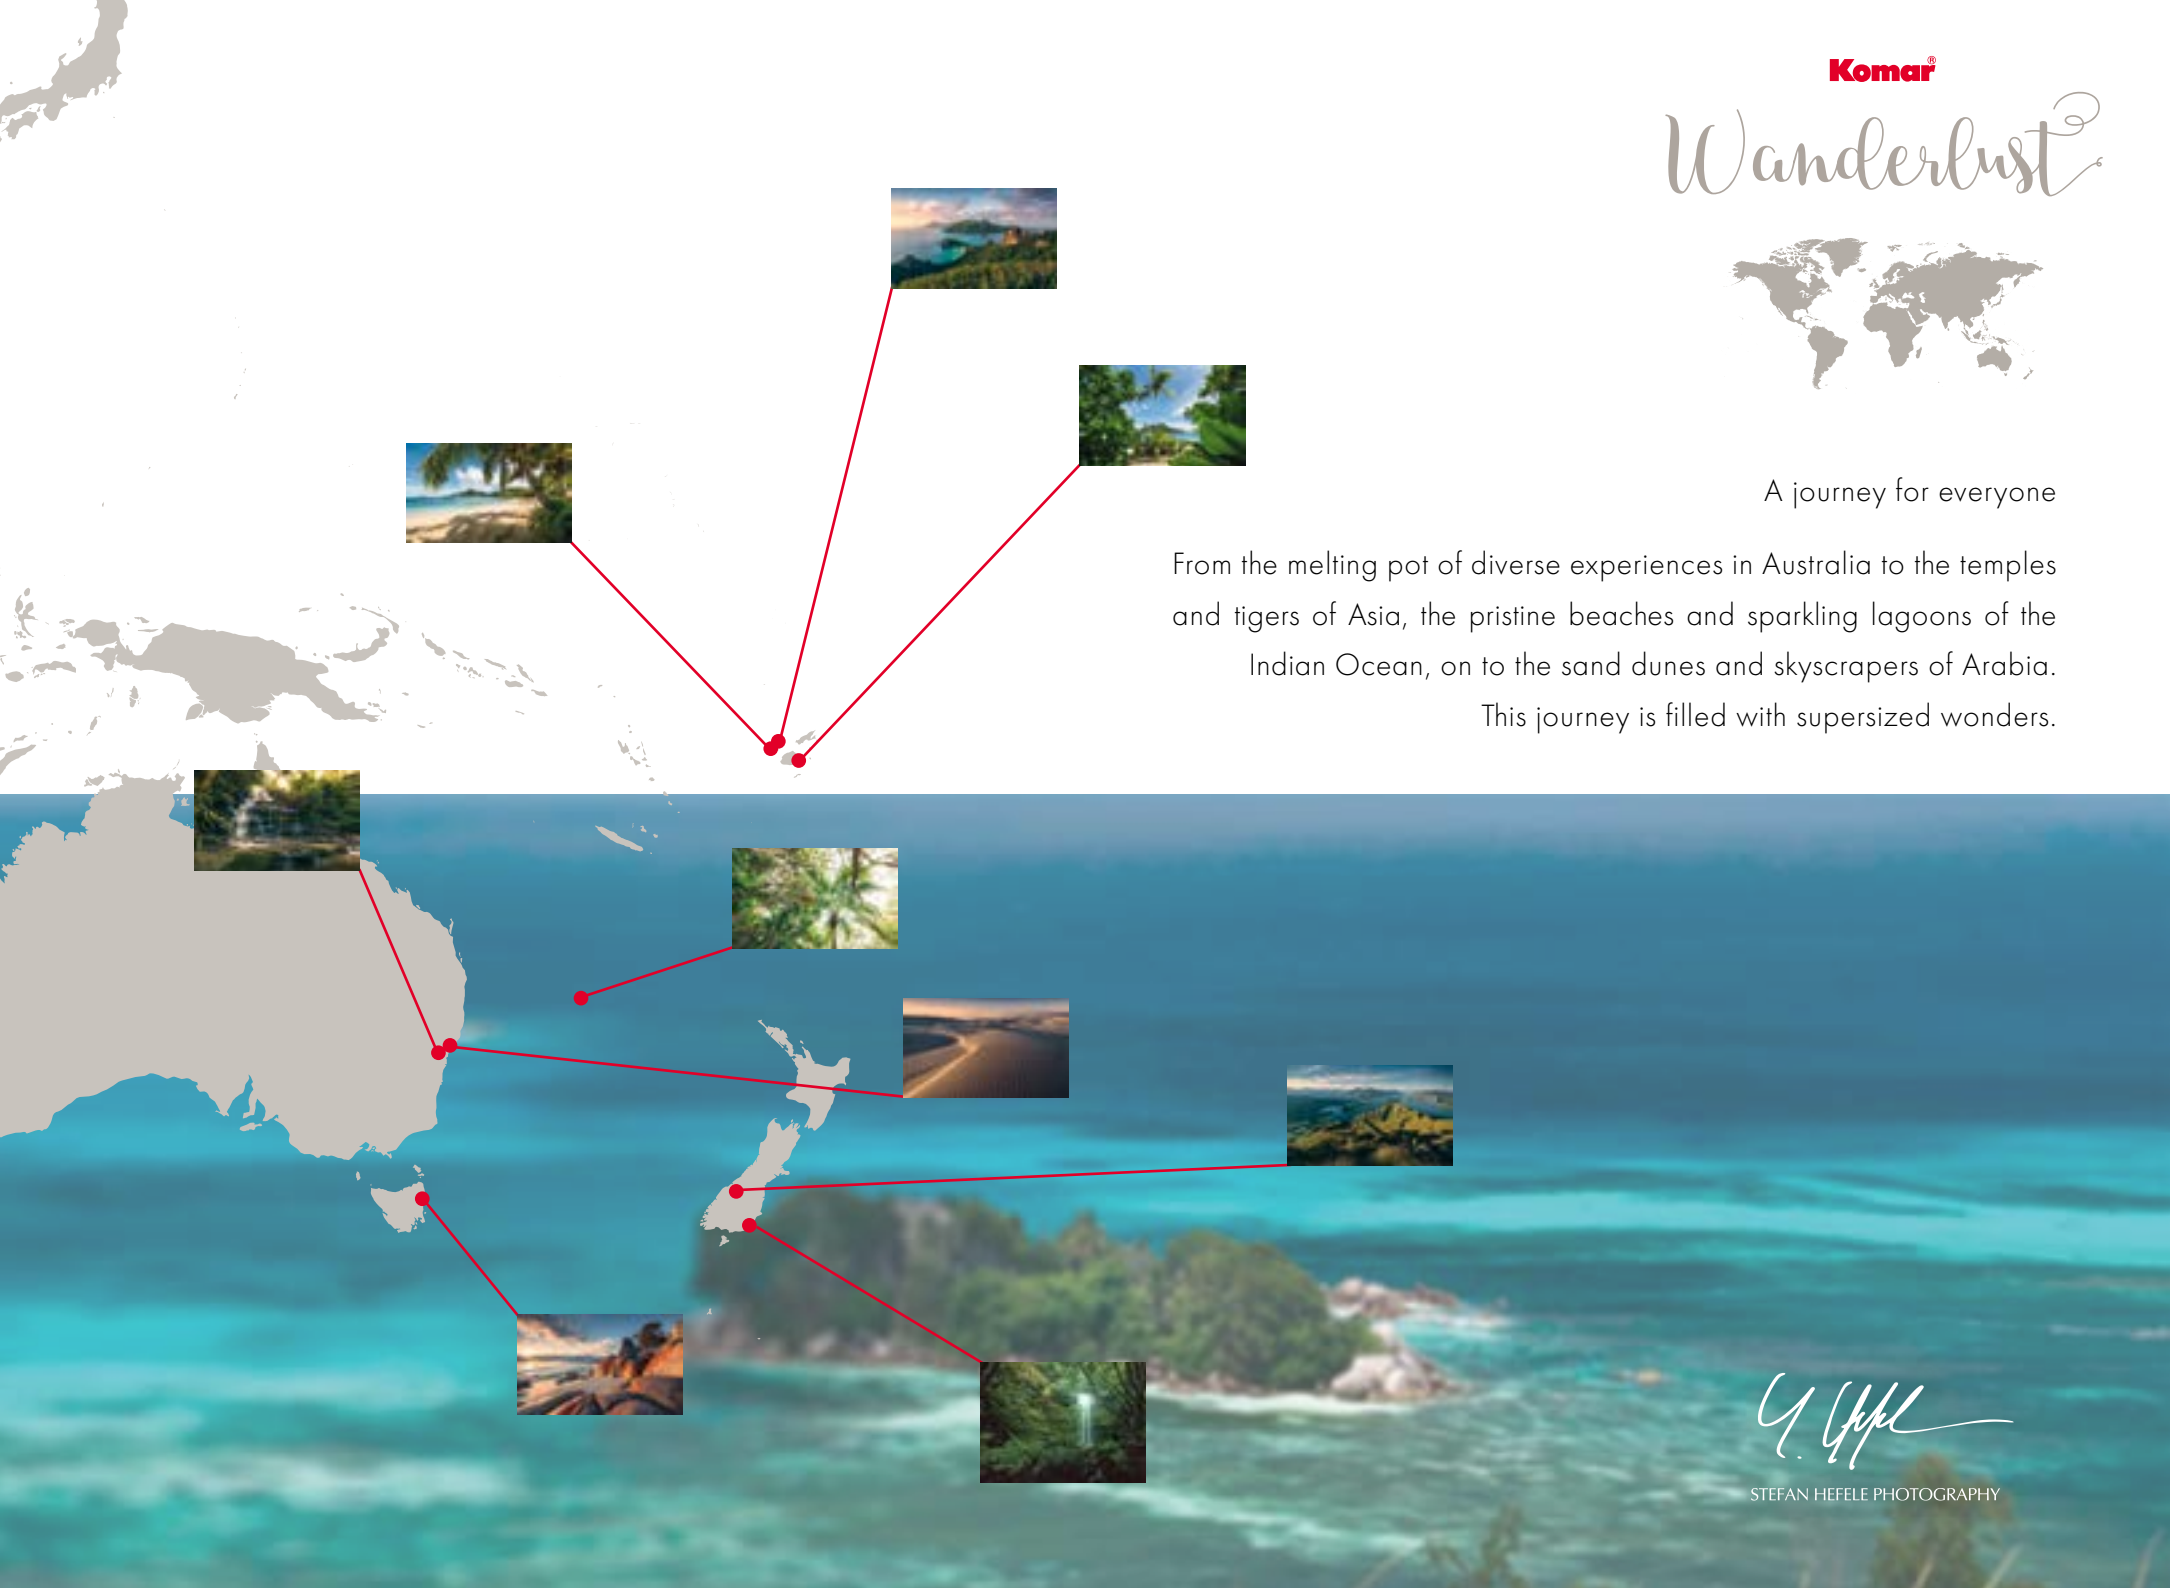 Komar®
Wanderlust
A journey for everyone
From the melting pot of diverse experiences in Australia to the temples
and tigers of Asia, the pristine beaches and sparkling lagoons of the
Indian Ocean, on to the sand dunes and skyscrapers of Arabia.
This journey is filled with supersized wonders.
STEFAN HEFELE PHOTOGRAPHY